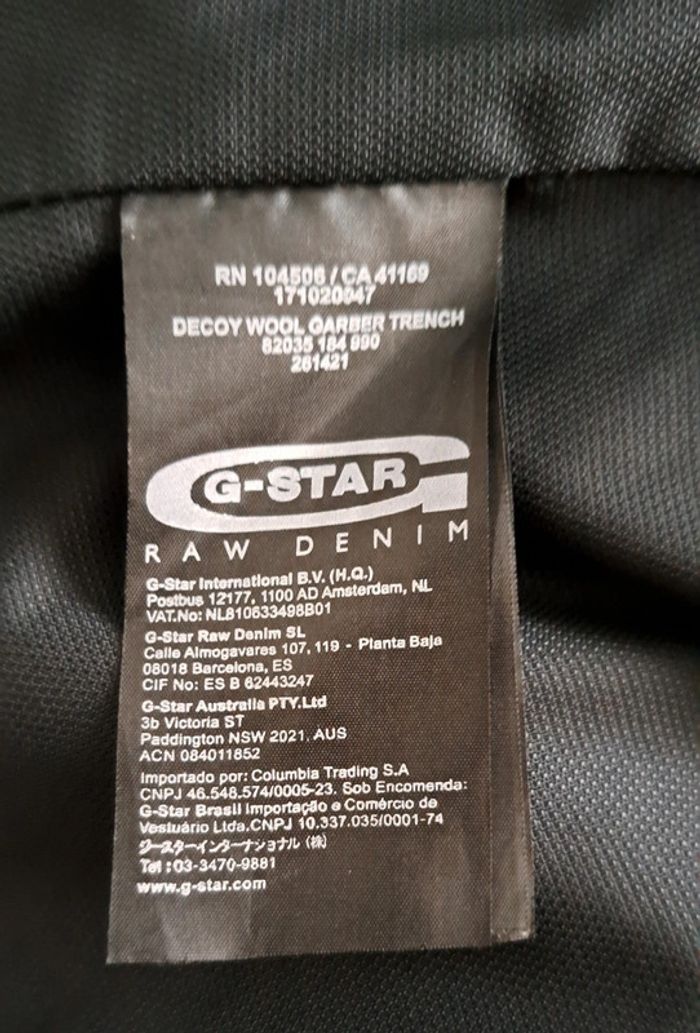 RN 104506 / CA 41169
171020047
DECOY WOOL GARBER TRENCH
82035 184 990
261421
G-STAR
RAW DENIM
G-Star International B.V. (H.Q.)
Postbus 12177, 1100 AD Amsterdam, NL
VAT.No: NL810633498B01
G-Star Raw Denim SL
Calle Almogavares 107, 119 - Planta Baja
08018 Barcelona, ES
CIF No: ES B 62443247
G-Star Australia PTY.Ltd
3b Victoria ST
Paddington NSW 2021, AUS
ACN 084011852
Importado por: Columbia Trading S.A
CNPJ 46.548.574/0005-23. Sob Encomenda:
G-Star Brasil Importação e Comércio de
Vestuário Ltda.CNPJ 10.337.035/0001-74
ジースターインターナショナル (株)
Tel : 03-3470-9881
www.g-star.com